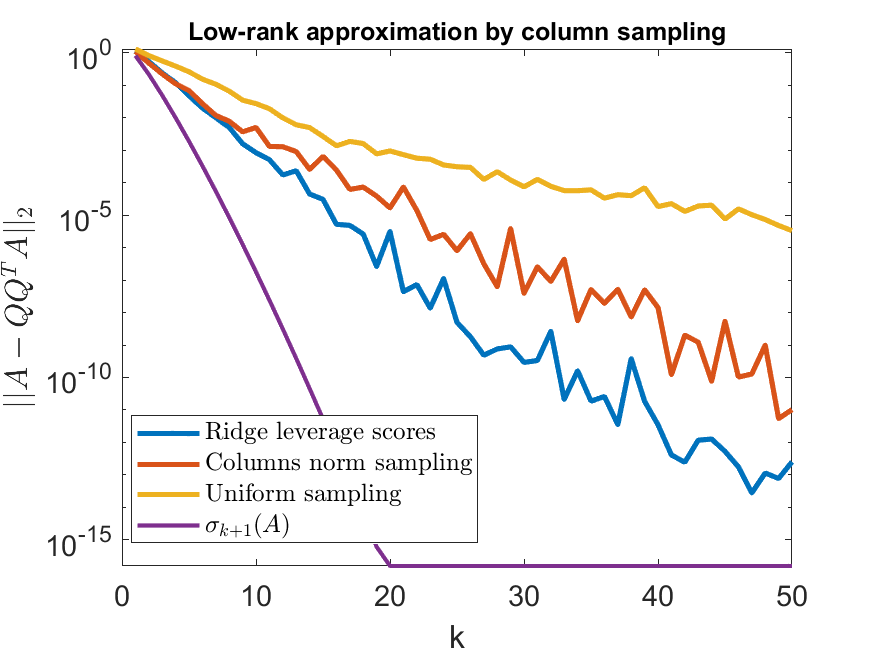 Low-rank approximation by column sampling
||A − QQ^T A||_2
10^0
10^-5
10^-10
10^-15
Ridge leverage scores
Columns norm sampling
Uniform sampling
σ_{k+1}(A)
0 10 20 30 40 50
k